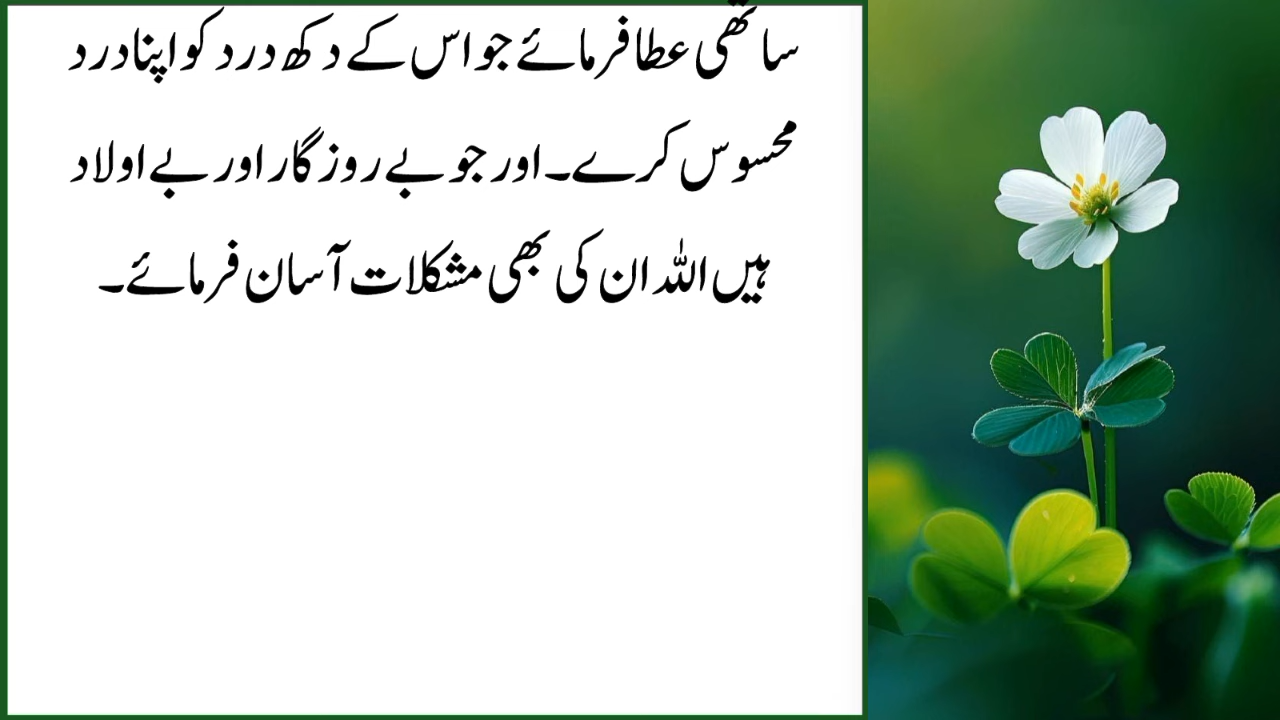 ساتھی عطا فرمائے جو اس کے دکھ درد کو اپنا درد
محسوس کرے۔ اور جو بے روزگار اور بے اولاد
ہیں اللہ ان کی بھی مشکلات آسان فرمائے۔